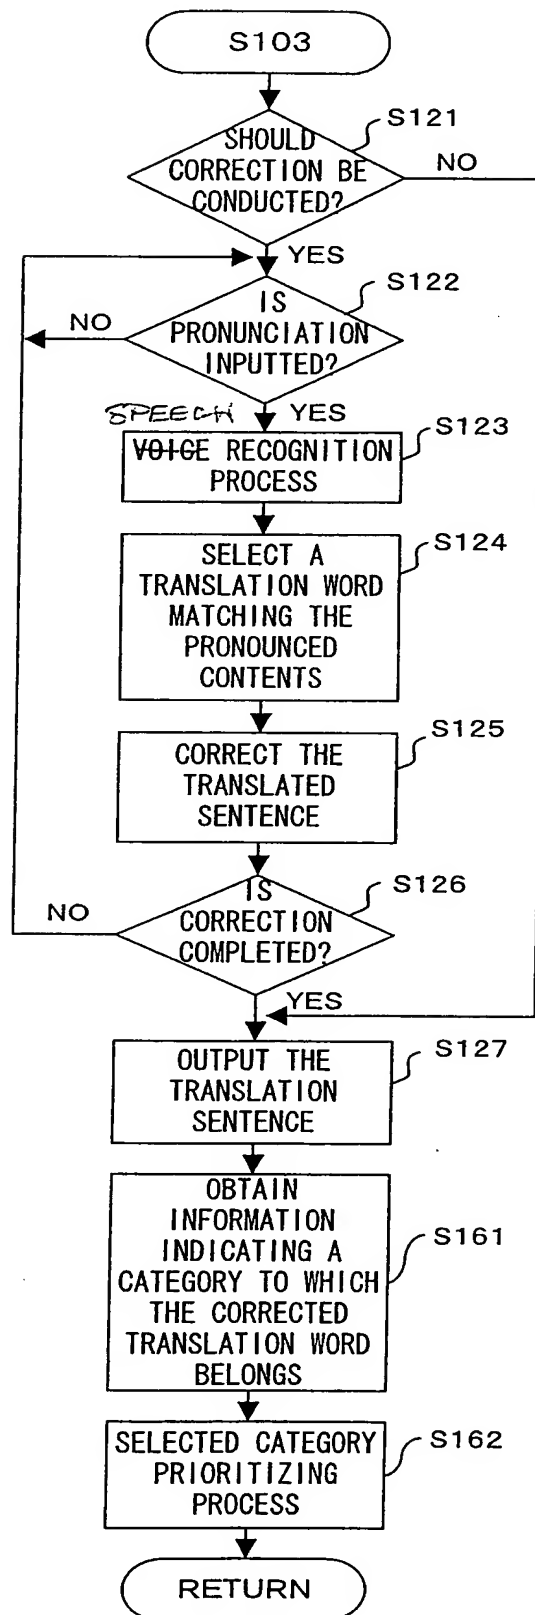 S103
S121
SHOULD
CORRECTION BE
CONDUCTED?
NO
YES
S122
IS
PRONUNCIATION
INPUTTED?
NO
SPEECH
YES
S123
VOICE RECOGNITION
PROCESS
S124
SELECT A
TRANSLATION WORD
MATCHING THE
PRONOUNCED
CONTENTS
S125
CORRECT THE
TRANSLATED
SENTENCE
S126
IS
CORRECTION
COMPLETED?
NO
YES
S127
OUTPUT THE
TRANSLATION
SENTENCE
S161
OBTAIN
INFORMATION
INDICATING A
CATEGORY TO WHICH
THE CORRECTED
TRANSLATION WORD
BELONGS
S162
SELECTED CATEGORY
PRIORITIZING
PROCESS
RETURN